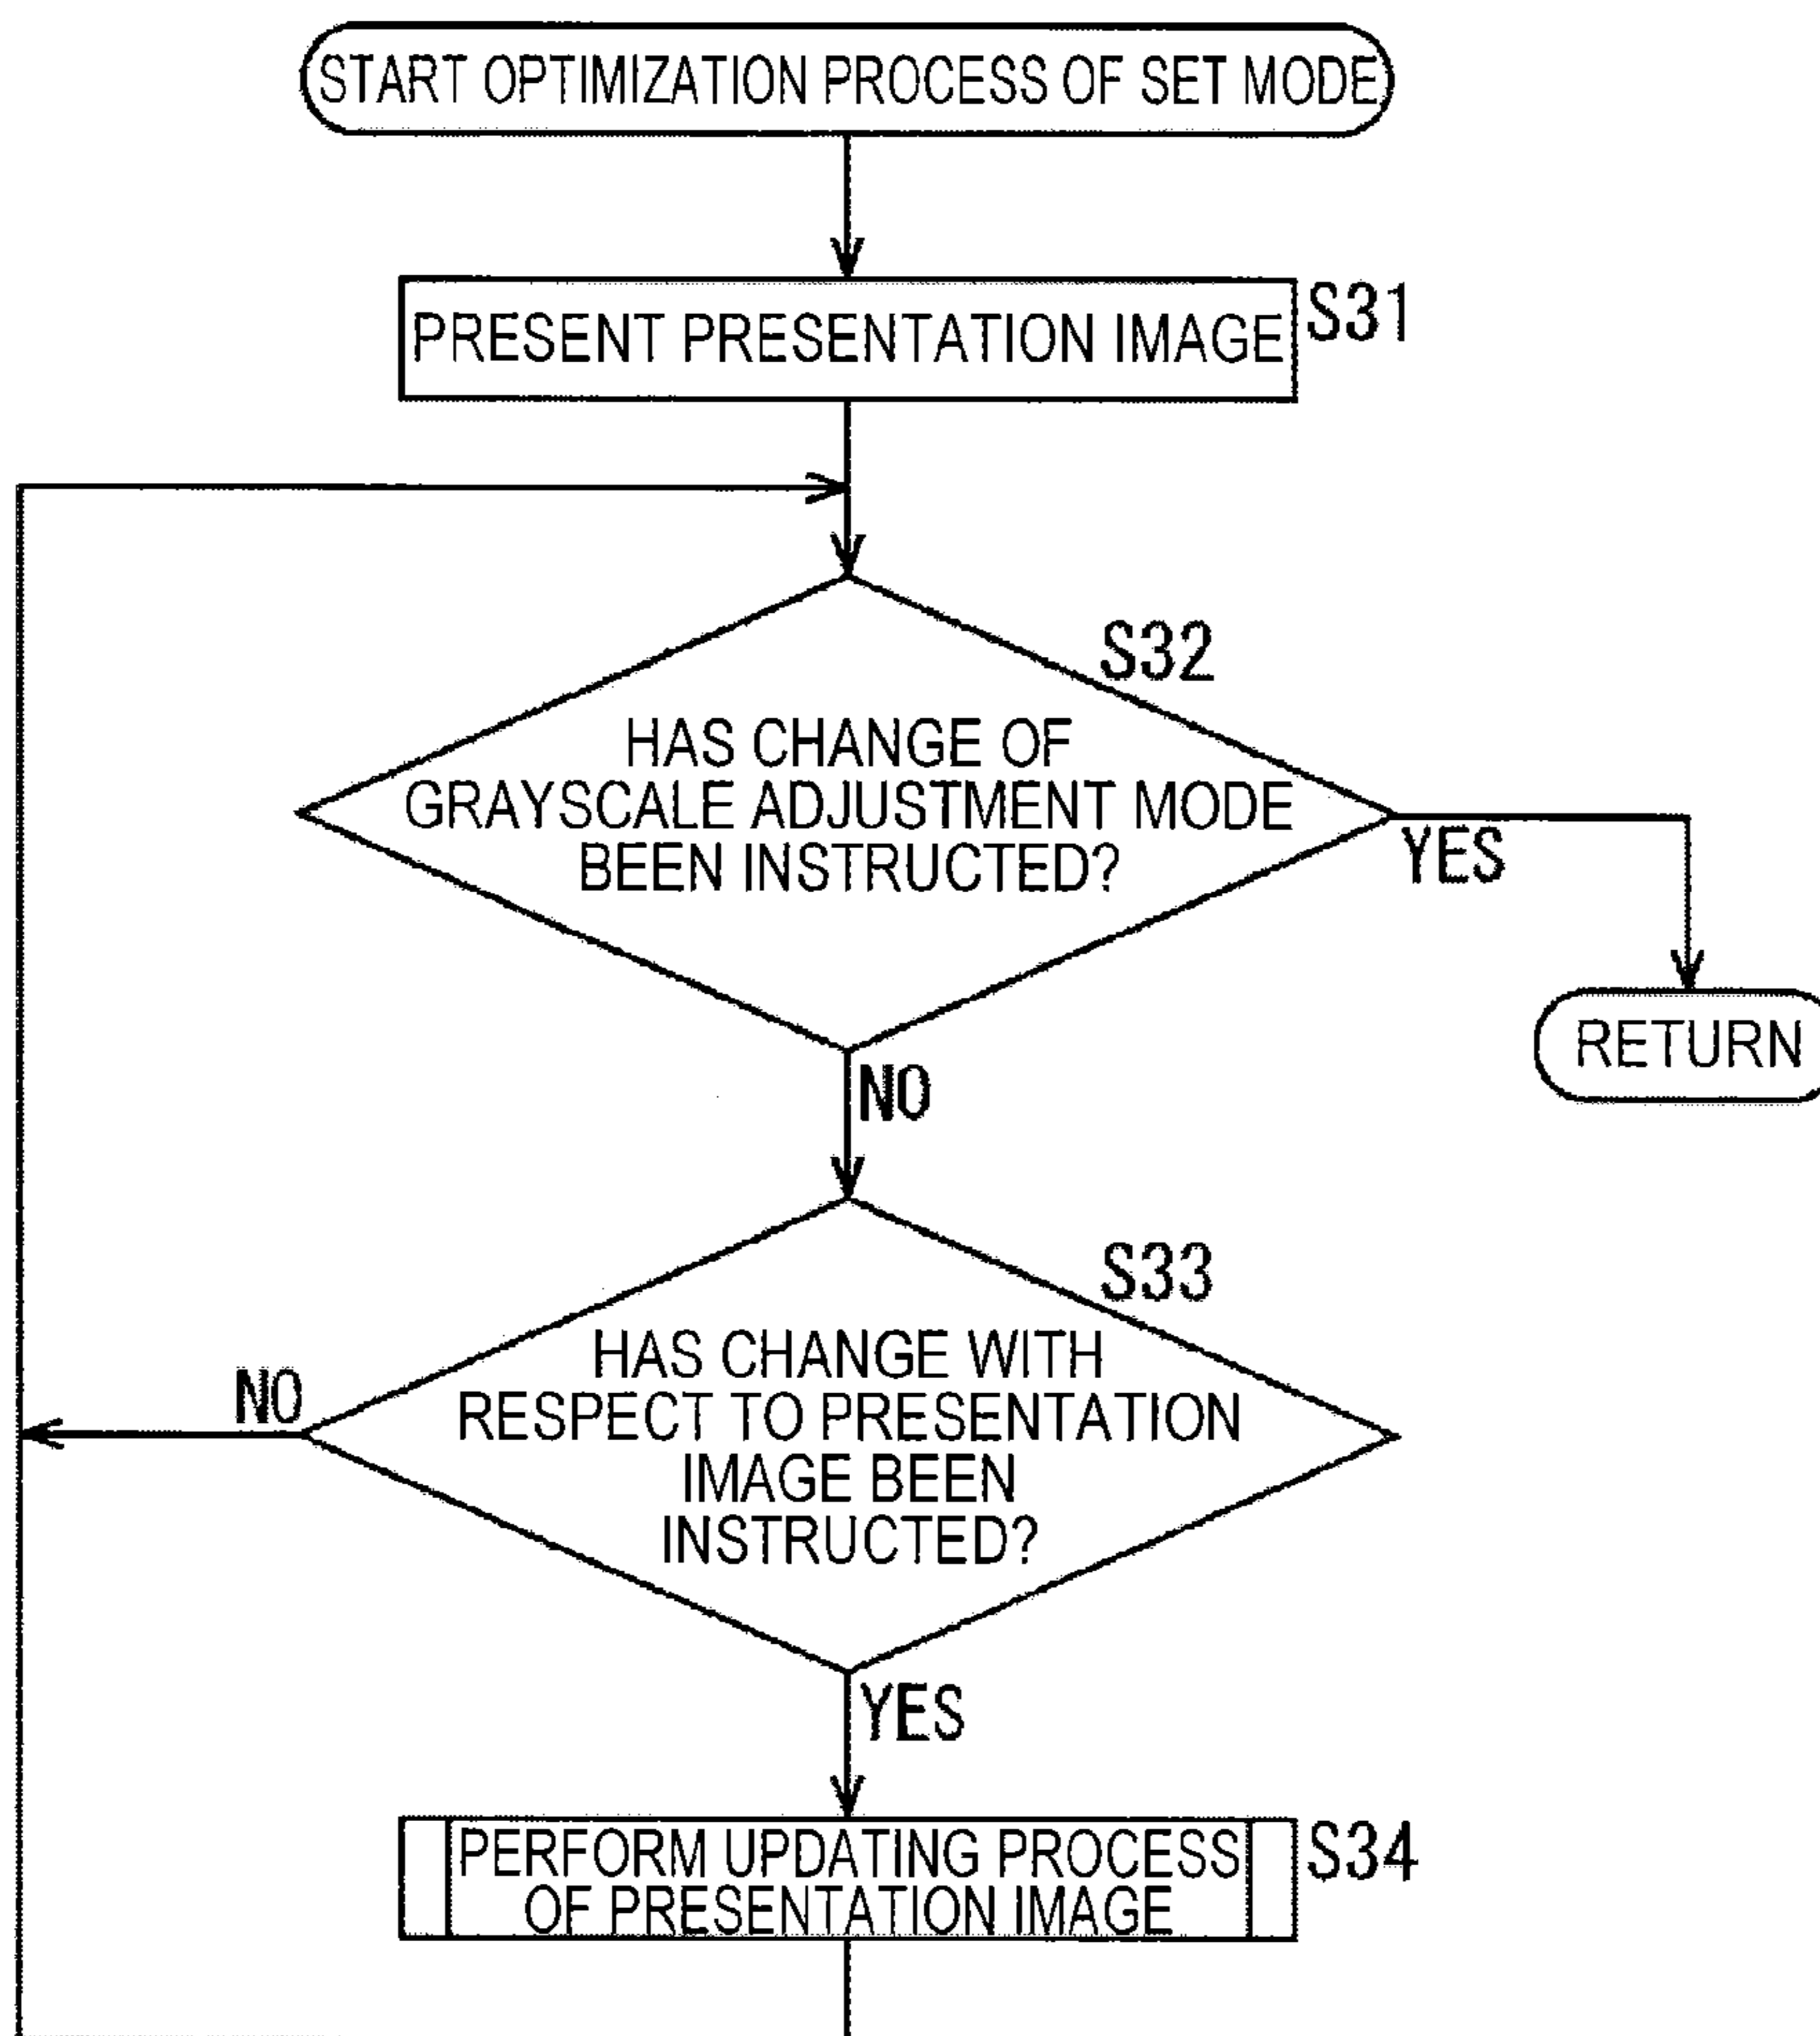 START OPTIMIZATION PROCESS OF SET MODE
PRESENT PRESENTATION IMAGE
S31
S32
HAS CHANGE OF
GRAYSCALE ADJUSTMENT MODE
BEEN INSTRUCTED?
YES
RETURN
NO
S33
HAS CHANGE WITH
RESPECT TO PRESENTATION
IMAGE BEEN
INSTRUCTED?
NO
YES
PERFORM UPDATING PROCESS
OF PRESENTATION IMAGE
S34